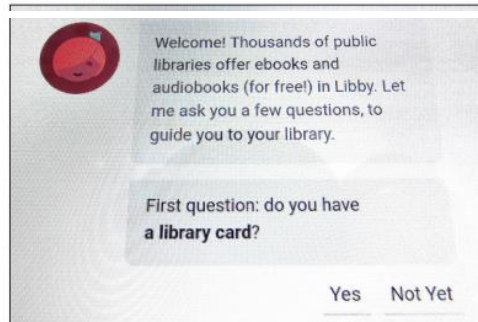 Welcome! Thousands of public
libraries offer ebooks and
audiobooks (for free!) in Libby. Let
me ask you a few questions, to
guide you to your library.
First question: do you have
a library card?
Yes Not Yet